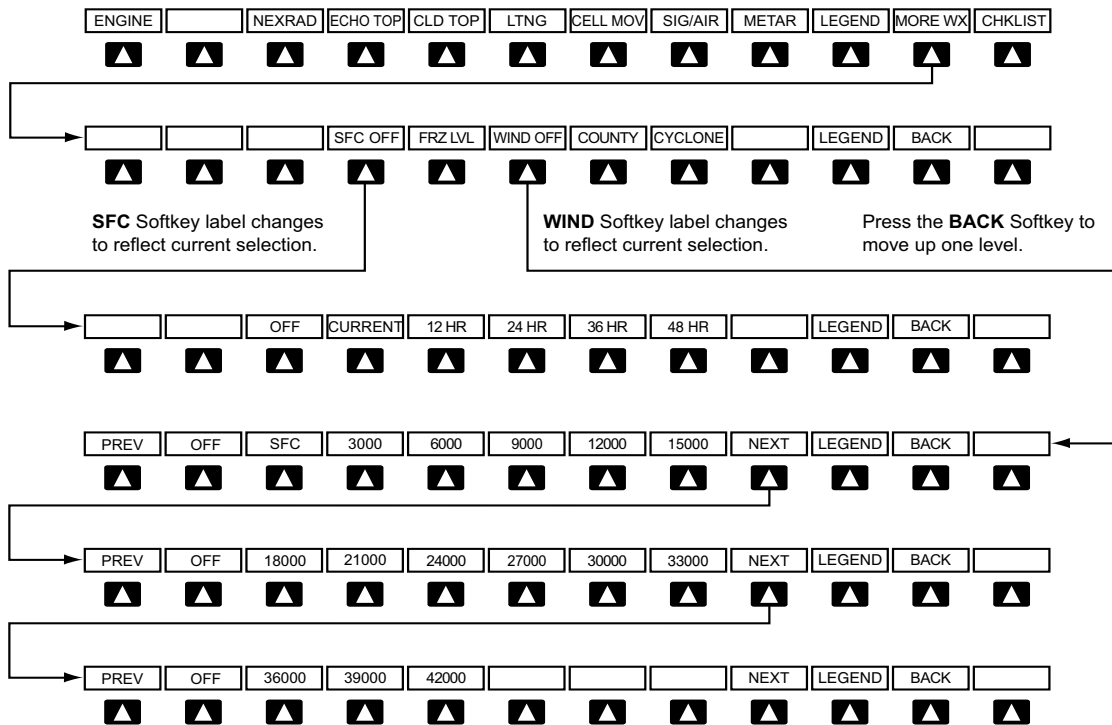 ENGINE NEXRAD ECHO TOP CLD TOP LTNG CELL MOV SIG/AIR METAR LEGEND MORE WX CHKLIST
SFC OFF FRZ LVL WIND OFF COUNTY CYCLONE LEGEND BACK
SFC Softkey label changes
to reflect current selection.
WIND Softkey label changes
to reflect current selection.
Press the BACK Softkey to
move up one level.
OFF CURRENT 12 HR 24 HR 36 HR 48 HR LEGEND BACK
PREV OFF SFC 3000 6000 9000 12000 15000 NEXT LEGEND BACK
PREV OFF 18000 21000 24000 27000 30000 33000 NEXT LEGEND BACK
PREV OFF 36000 39000 42000 NEXT LEGEND BACK